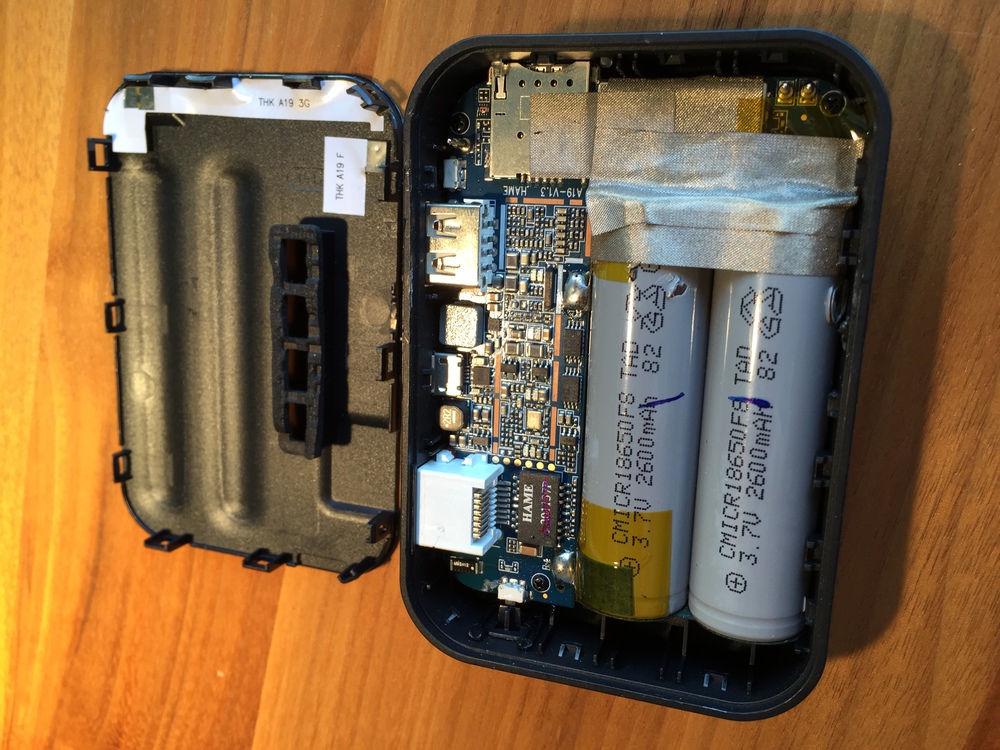 THK A19 3G
THK A19 F
A19-V1.3 HAME
HAME
CMICR18650F8 TAD
3.7V 2600mAh 82
CMICR18650F8 TAD
3.7V 2600mAh 82